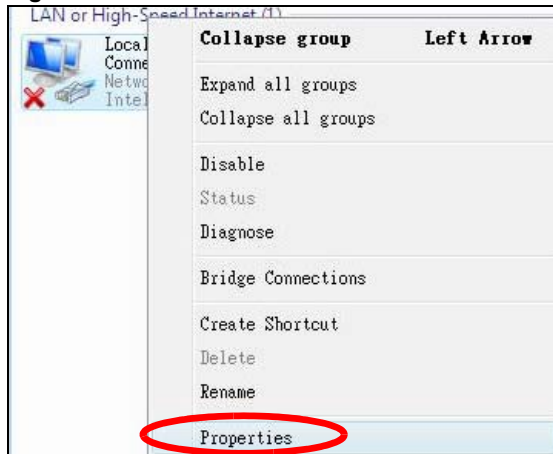 LAN or High-Speed Internet (1)
Local
Conne
Netwo
Intel
Collapse group Left Arrow
Expand all groups
Collapse all groups
Disable
Status
Diagnose
Bridge Connections
Create Shortcut
Delete
Rename
Properties